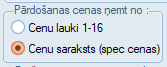 Pārdošanas cenas ņemt no :
Cenu lauki 1-16
Cenu saraksts (spec cenas)